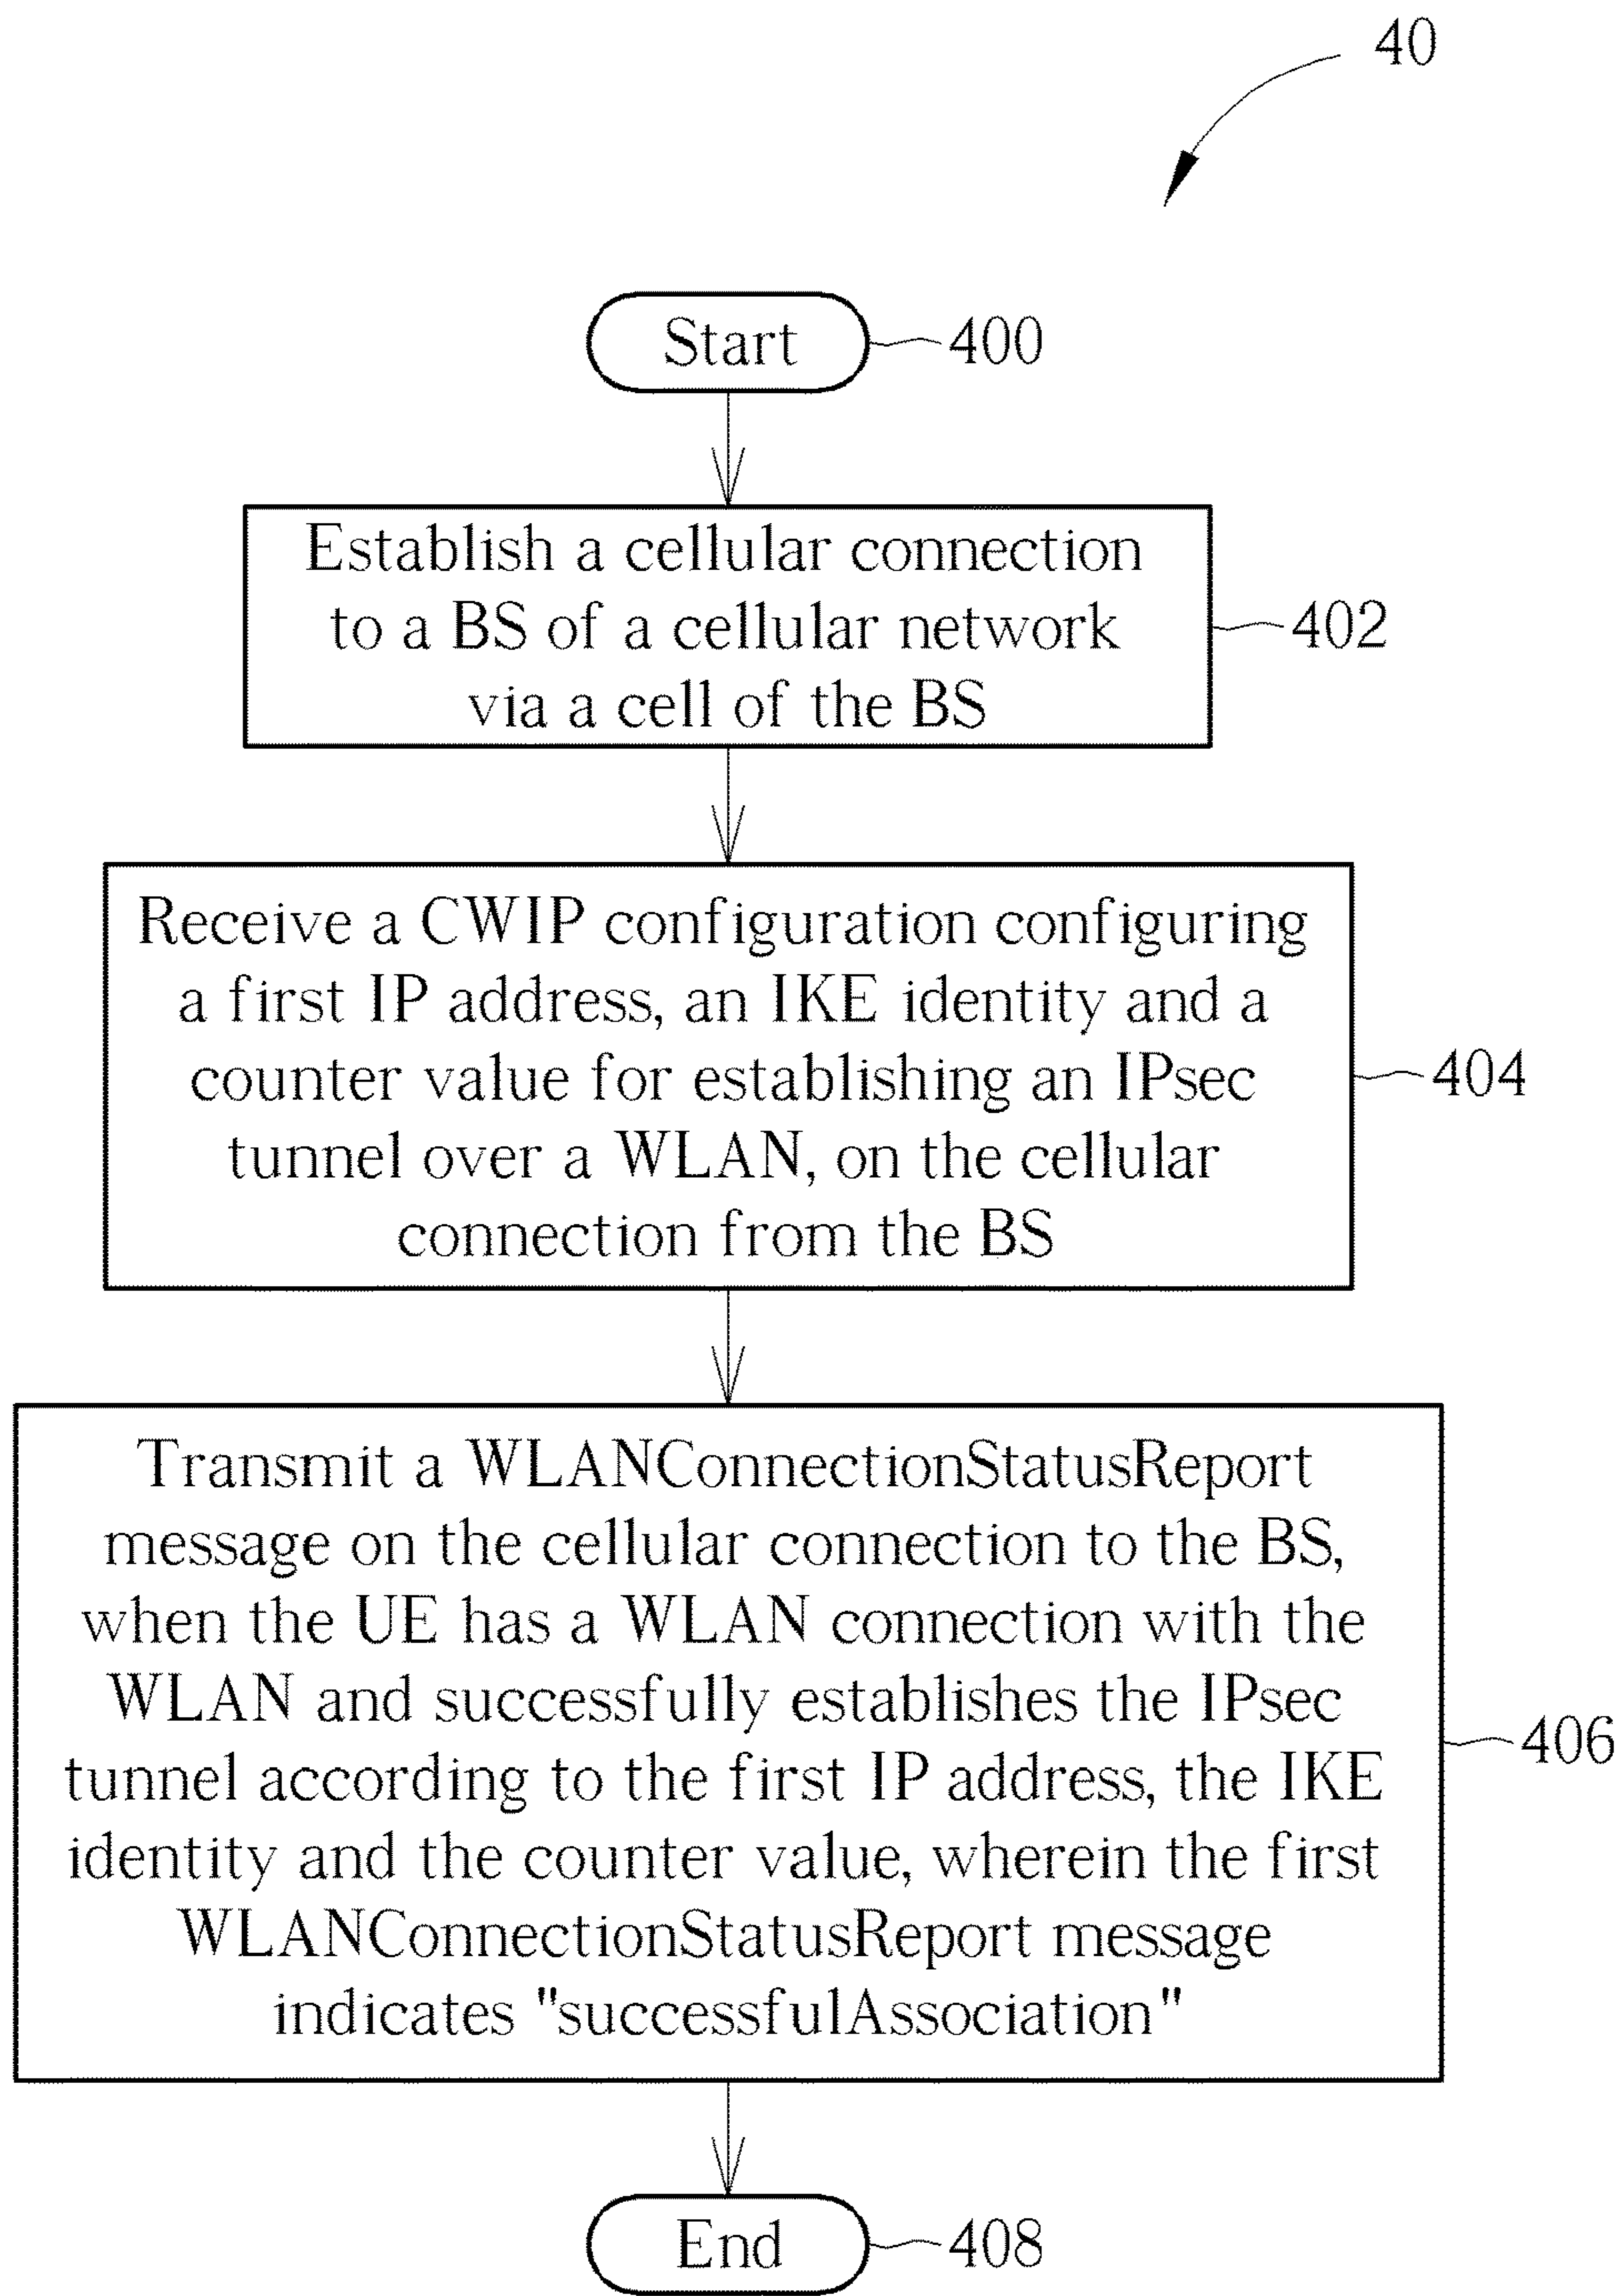 40
Start
400
Establish a cellular connection
to a BS of a cellular network
via a cell of the BS
402
Receive a CWIP configuration configuring
a first IP address, an IKE identity and a
counter value for establishing an IPsec
tunnel over a WLAN, on the cellular
connection from the BS
404
Transmit a WLANConnectionStatusReport
message on the cellular connection to the BS,
when the UE has a WLAN connection with the
WLAN and successfully establishes the IPsec
tunnel according to the first IP address, the IKE
identity and the counter value, wherein the first
WLANConnectionStatusReport message
indicates "successfulAssociation"
406
End
408